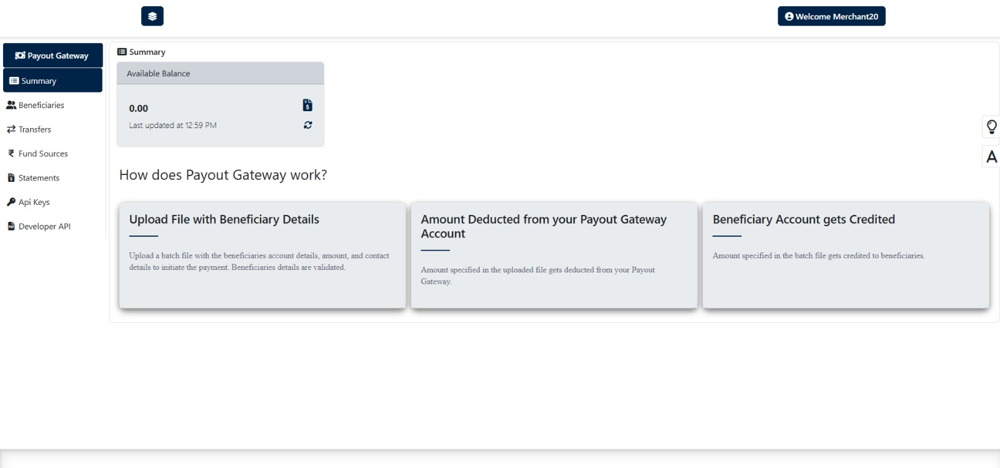 Welcome Merchant20
Payout Gateway
Summary
Beneficiaries
Transfers
₹ Fund Sources
Statements
Api Keys
Developer API
Summary
Available Balance
0.00
Last updated at 12:59 PM
How does Payout Gateway work?
Upload File with Beneficiary Details
Upload a batch file with the beneficiaries account details, amount, and contact
details to initiate the payment. Beneficiaries details are validated.
Amount Deducted from your Payout Gateway
Account
Amount specified in the uploaded file gets deducted from your Payout
Gateway.
Beneficiary Account gets Credited
Amount specified in the batch file gets credited to beneficiaries.
A